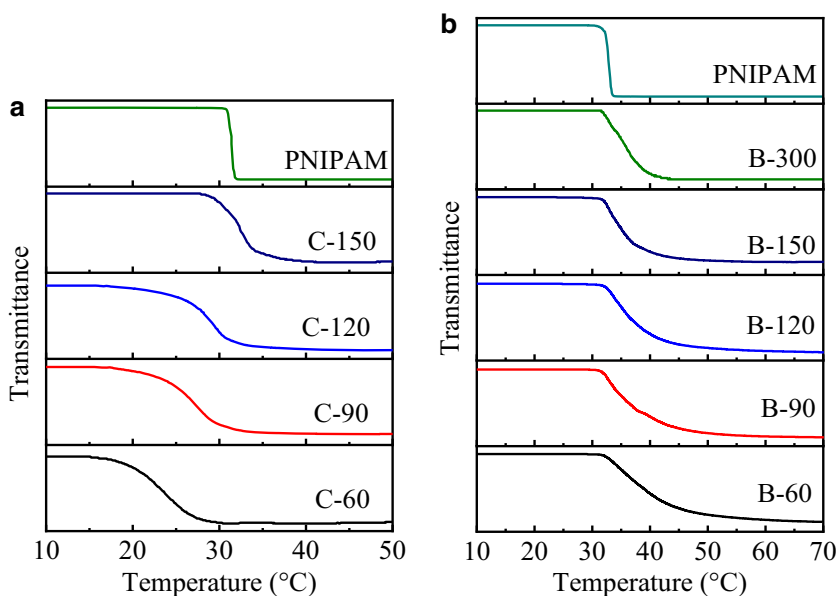 a
PNIPAM
C-150
C-120
C-90
C-60
Transmittance
10 20 30 40 50
Temperature (°C)
b
PNIPAM
B-300
B-150
B-120
B-90
B-60
Transmittance
10 20 30 40 50 60 70
Temperature (°C)